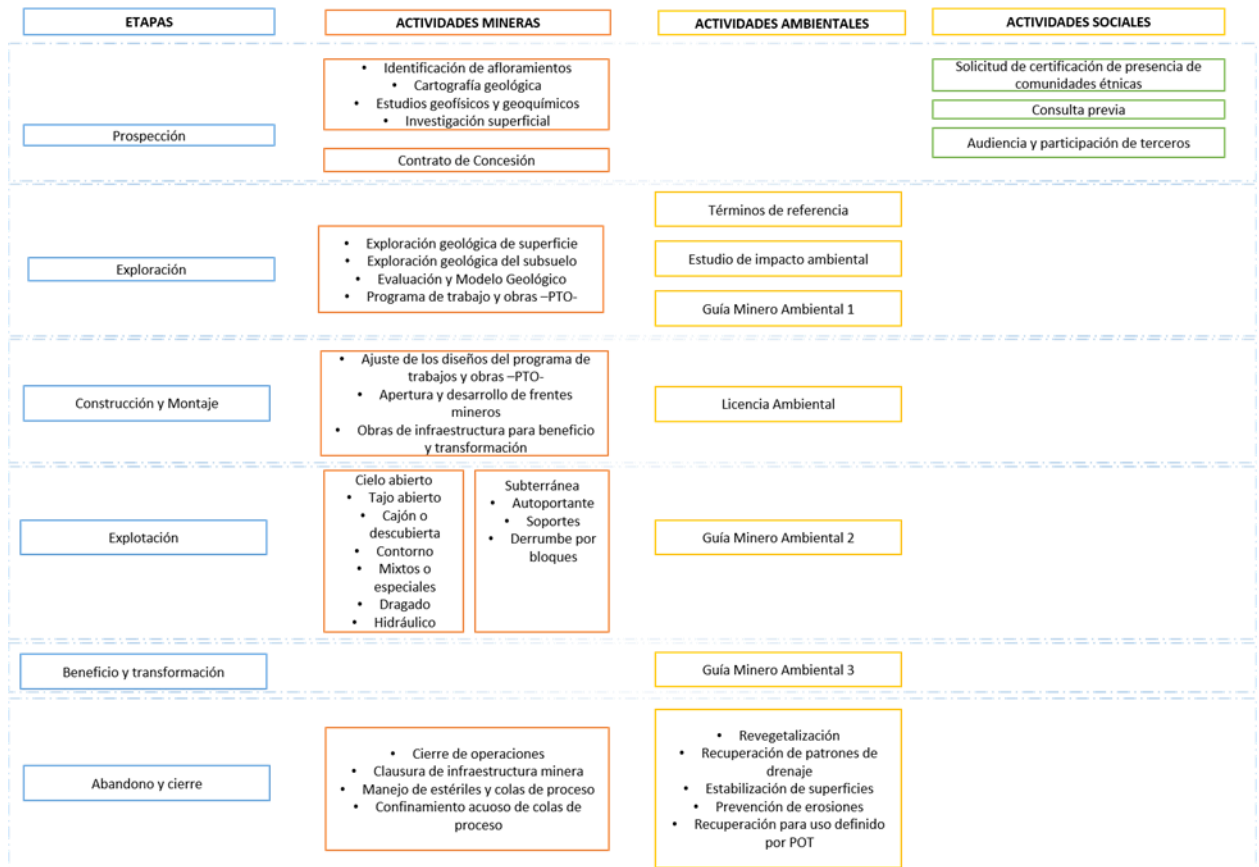 ETAPAS
ACTIVIDADES MINERAS
ACTIVIDADES AMBIENTALES
ACTIVIDADES SOCIALES
Prospección
• Identificación de afloramientos
• Cartografía geológica
• Estudios geofísicos y geoquímicos
• Investigación superficial
Contrato de Concesión
Solicitud de certificación de presencia de
comunidades étnicas
Consulta previa
Audiencia y participación de terceros
Exploración
• Exploración geológica de superficie
• Exploración geológica del subsuelo
• Evaluación y Modelo Geológico
• Programa de trabajo y obras –PTO-
Términos de referencia
Estudio de impacto ambiental
Guía Minero Ambiental 1
Construcción y Montaje
• Ajuste de los diseños del programa de
trabajos y obras –PTO-
• Apertura y desarrollo de frentes
mineros
• Obras de infraestructura para beneficio
y transformación
Licencia Ambiental
Explotación
Cielo abierto
• Tajo abierto
• Cajón o
descubierta
• Contorno
• Mixtos o
especiales
• Dragado
• Hidráulico
Subterránea
• Autoportante
• Soportes
• Derrumbe por
bloques
Guía Minero Ambiental 2
Beneficio y transformación
Guía Minero Ambiental 3
Abandono y cierre
• Cierre de operaciones
• Clausura de infraestructura minera
• Manejo de estériles y colas de proceso
• Confinamiento acuoso de colas de
proceso
• Revegetalización
• Recuperación de patrones de
drenaje
• Estabilización de superficies
• Prevención de erosiones
• Recuperación para uso definido
por POT